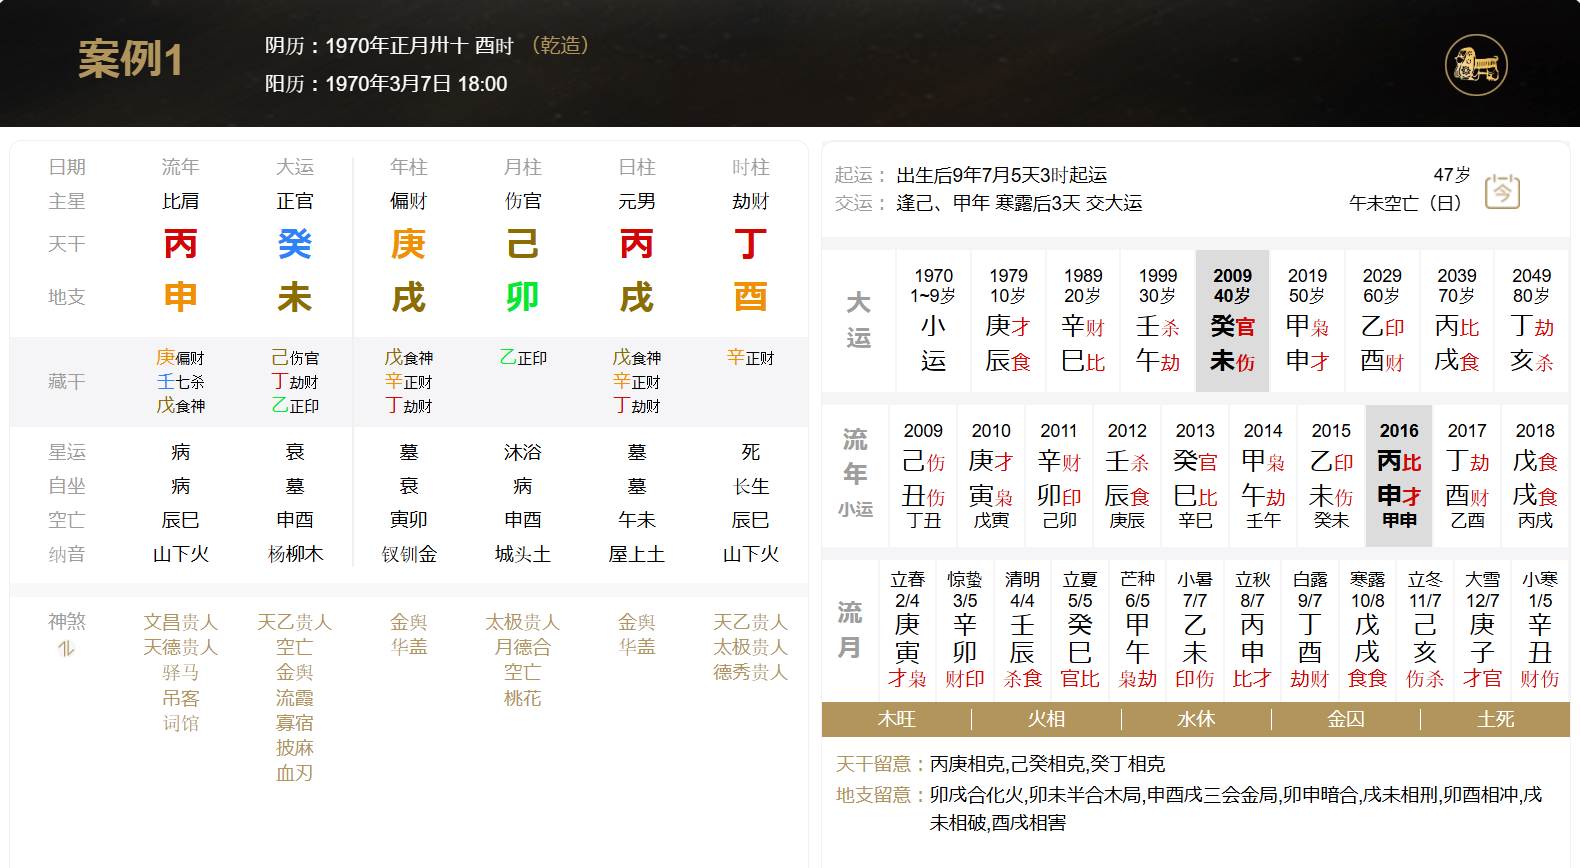 案例1
阴历：1970年正月卅十 酉时 （乾造）
阳历：1970年3月7日 18:00
日期 流年 大运 年柱 月柱 日柱 时柱
主星 比肩 正官 偏财 伤官 元男 劫财
天干 丙 癸 庚 己 丙 丁
地支 申 未 戌 卯 戌 酉
藏干
庚偏财 己伤官 戊食神 乙正印 戊食神 辛正财
壬七杀 丁劫财 辛正财 辛正财
戊食神 乙正印 丁劫财 丁劫财
星运 病 衰 墓 沐浴 墓 死
自坐 病 墓 衰 病 墓 长生
空亡 辰巳 申酉 寅卯 申酉 午未 辰巳
纳音 山下火 杨柳木 钗钏金 城头土 屋上土 山下火
神煞 文昌贵人 天乙贵人 金舆 太极贵人 金舆 天乙贵人
天德贵人 空亡 华盖 月德合 华盖 太极贵人
驿马 金舆 空亡 德秀贵人
吊客 流霞 桃花
词馆 寡宿
披麻
血刃
起运： 出生后9年7月5天3时起运 47岁
交运： 逢己、甲年 寒露后3天 交大运 午未空亡（日）
今
大运
1970 1979 1989 1999 2009 2019 2029 2039 2049
1~9岁 10岁 20岁 30岁 40岁 50岁 60岁 70岁 80岁
小 庚才 辛财 壬杀 癸官 甲枭 乙印 丙比 丁劫
运 辰食 巳比 午劫 未伤 申才 酉财 戌食 亥杀
流年
小运
2009 2010 2011 2012 2013 2014 2015 2016 2017 2018
己伤 庚才 辛财 壬杀 癸官 甲枭 乙印 丙比 丁劫 戊食
丑伤 寅枭 卯印 辰食 巳比 午劫 未伤 申才 酉财 戌食
丁丑 戊寅 己卯 庚辰 辛巳 壬午 癸未 甲申 乙酉 丙戌
流月
立春 惊蛰 清明 立夏 芒种 小暑 立秋 白露 寒露 立冬 大雪 小寒
2/4 3/5 4/4 5/5 6/5 7/7 8/7 9/7 10/8 11/7 12/7 1/5
庚 辛 壬 癸 甲 乙 丙 丁 戊 己 庚 辛
寅 卯 辰 巳 午 未 申 酉 戌 亥 子 丑
才枭 财印 杀食 官比 枭劫 印伤 比才 劫财 食食 伤杀 才官 财伤
木旺 火相 水休 金囚 土死
天干留意：丙庚相克,己癸相克,癸丁相克
地支留意：卯戌合化火,卯未半合木局,申酉戌三会金局,卯申暗合,戌未相刑,卯酉相冲,戌
未相破,酉戌相害